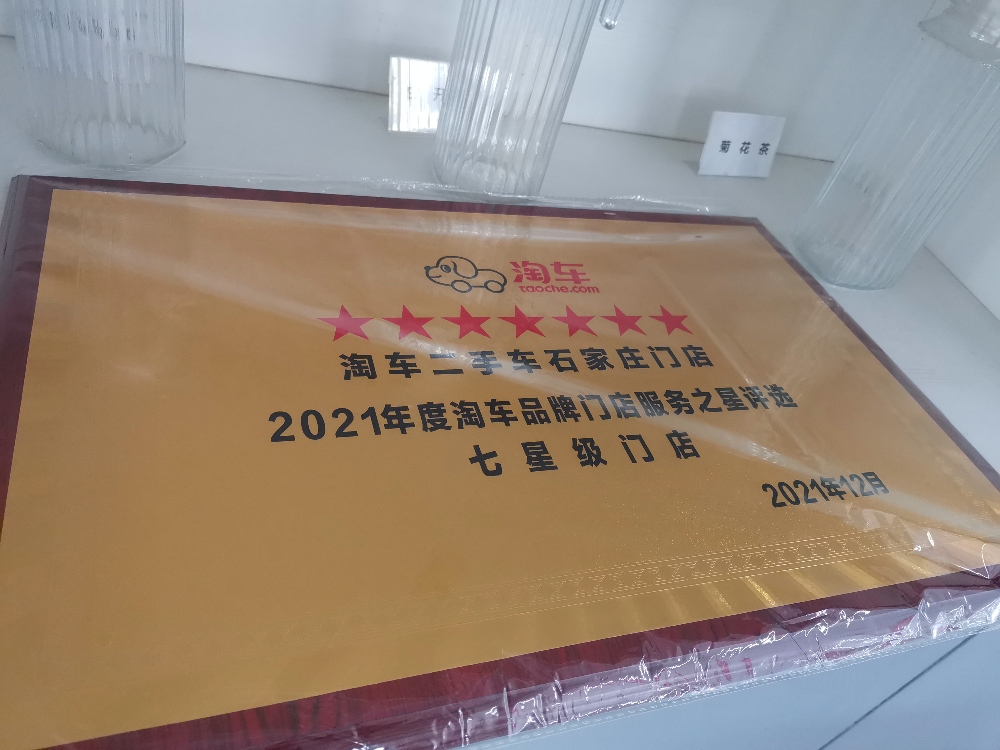 菊花茶
淘车
taoche.com
淘车二手车石家庄门店
2021年度淘车品牌门店服务之星评选
七星级门店
2021年12月